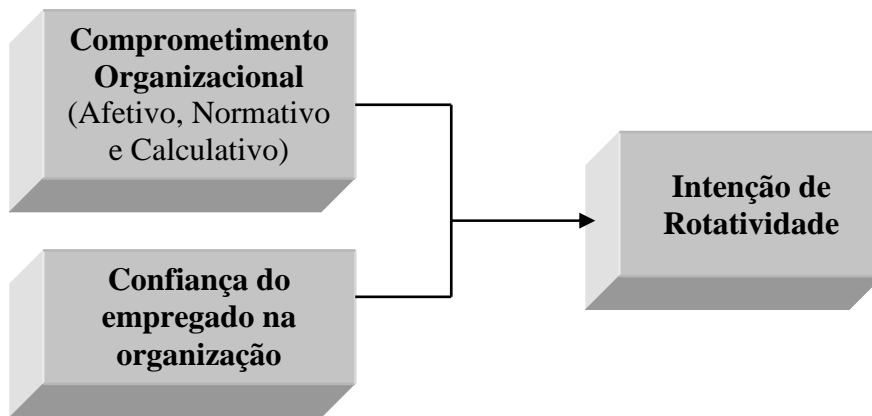 Comprometimento
Organizacional
(Afetivo, Normativo
e Calculativo)
Confiança do
empregado na
organização
Intenção de
Rotatividade